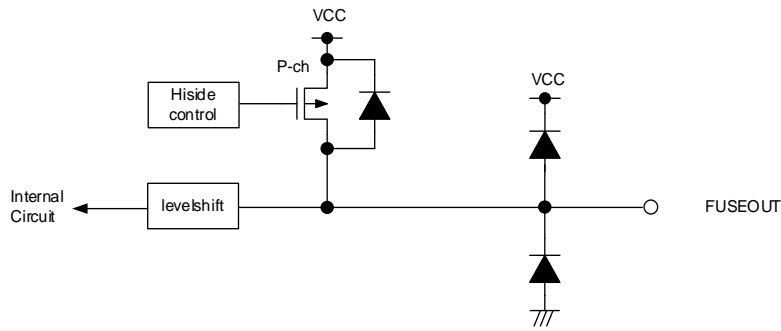 VCC
P-ch
VCC
Hiside
control
Internal
Circuit
levelshift
FUSEOUT